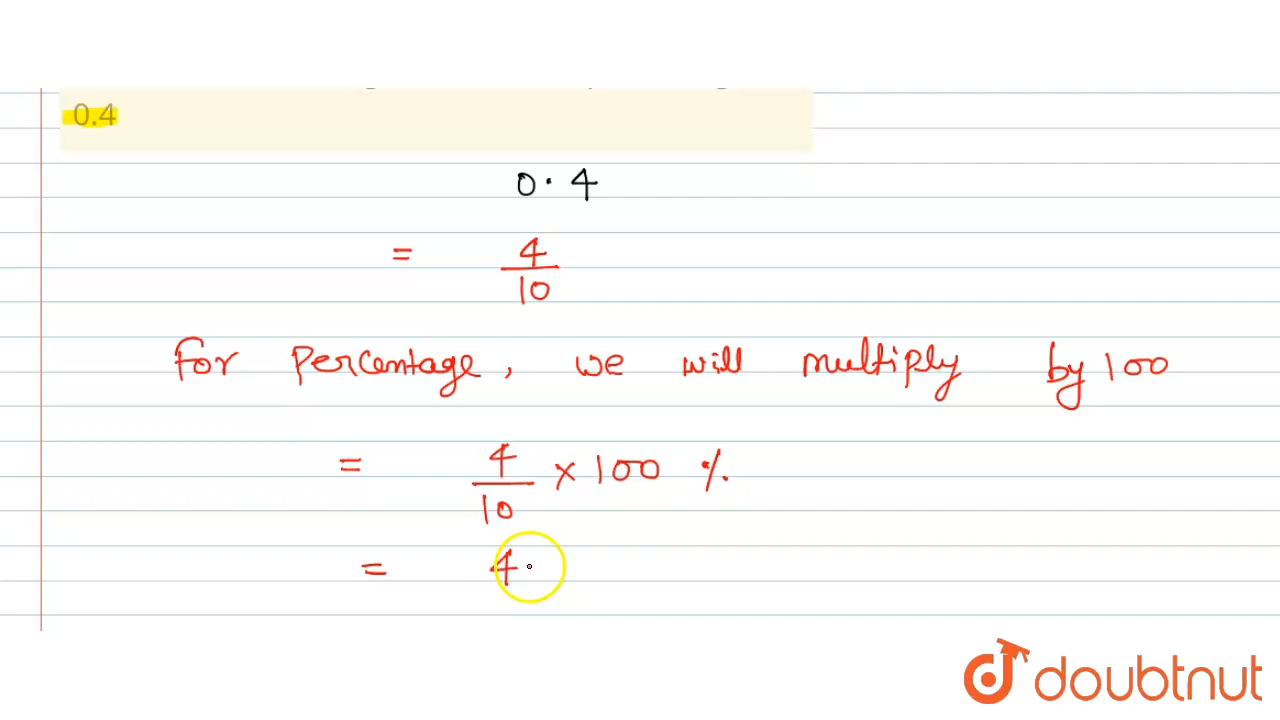 0.4
0.4
= 4/10
For Percentage, we will multiply by 100
= 4/10 × 100 %
= 4
doubtnut